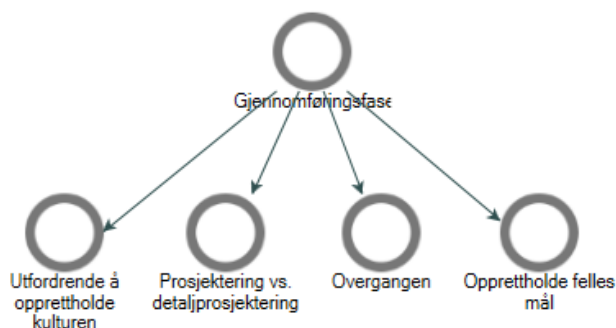 Gjennomføringsfase
Utfordrende å
opprettholde
kulturen
Prosjektering vs.
detaljprosjektering
Overgangen
Opprettholde felles
mål